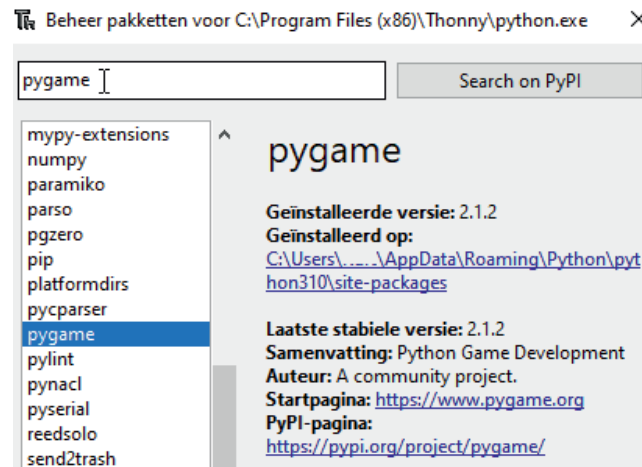 Beheer pakketten voor C:\Program Files (x86)\Thonny\python.exe
pygame
Search on PyPI
mypy-extensions
numpy
paramiko
parso
pgzero
pip
platformdirs
pycparser
pygame
pylint
pynacl
pyserial
reedsolo
send2trash
pygame
Geïnstalleerde versie: 2.1.2
Geïnstalleerd op:
C:\Users\.....\AppData\Roaming\Python\pyt
hon310\site-packages
Laatste stabiele versie: 2.1.2
Samenvatting: Python Game Development
Auteur: A community project.
Startpagina: https://www.pygame.org
PyPI-pagina:
https://pypi.org/project/pygame/